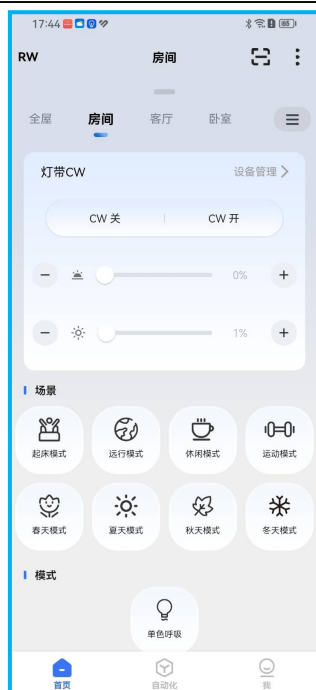 17:44 85
RW 房间
全屋 房间 客厅 卧室
灯带CW 设备管理
CW 关 CW 开
0%
1%
场景
起床模式 远行模式 休闲模式 运动模式
春天模式 夏天模式 秋天模式 冬天模式
模式
单色呼吸
首页 自动化 我